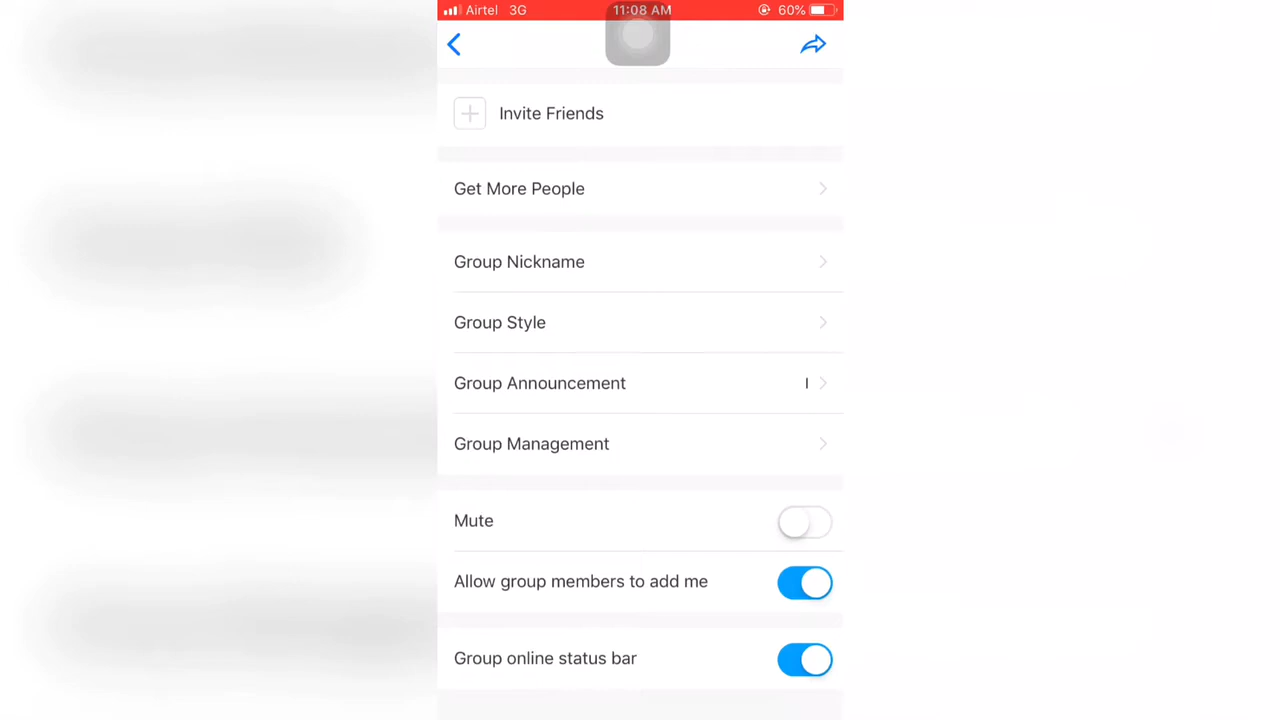 Airtel 3G 11:08 AM 60%
Invite Friends
Get More People
Group Nickname
Group Style
Group Announcement I
Group Management
Mute
Allow group members to add me
Group online status bar